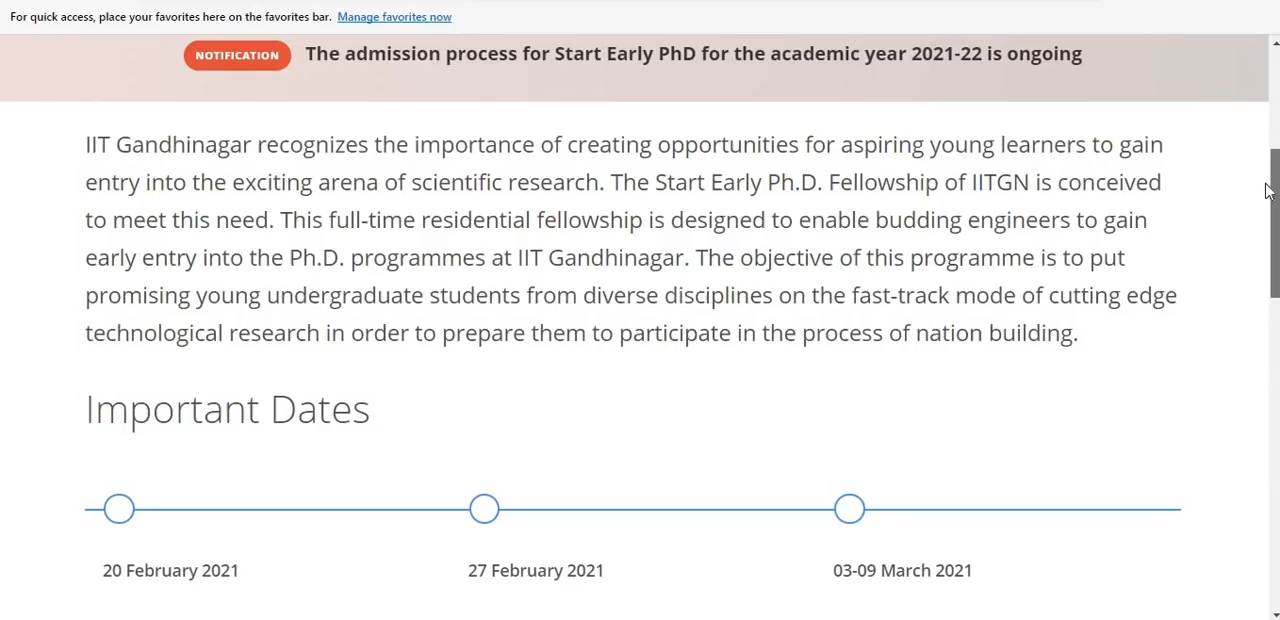 For quick access, place your favorites here on the favorites bar. Manage favorites now
NOTIFICATION The admission process for Start Early PhD for the academic year 2021-22 is ongoing
IIT Gandhinagar recognizes the importance of creating opportunities for aspiring young learners to gain
entry into the exciting arena of scientific research. The Start Early Ph.D. Fellowship of IITGN is conceived
to meet this need. This full-time residential fellowship is designed to enable budding engineers to gain
early entry into the Ph.D. programmes at IIT Gandhinagar. The objective of this programme is to put
promising young undergraduate students from diverse disciplines on the fast-track mode of cutting edge
technological research in order to prepare them to participate in the process of nation building.
Important Dates
20 February 2021 27 February 2021 03-09 March 2021